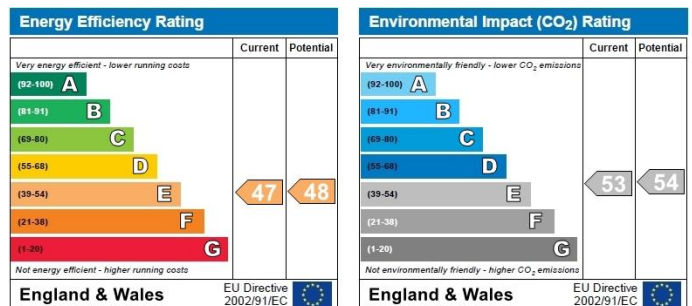 Energy Efficiency Rating
Current Potential
Very energy efficient - lower running costs
(92-100) A
(81-91) B
(69-80) C
(55-68) D
(39-54) E
47 48
(21-38) F
(1-20) G
Not energy efficient - higher running costs
England & Wales
EU Directive
2002/91/EC
Environmental Impact (CO2) Rating
Current Potential
Very environmentally friendly - lower CO2 emissions
(92-100) A
(81-91) B
(69-80) C
(55-68) D
(39-54) E
53 54
(21-38) F
(1-20) G
Not environmentally friendly - higher CO2 emissions
England & Wales
EU Directive
2002/91/EC